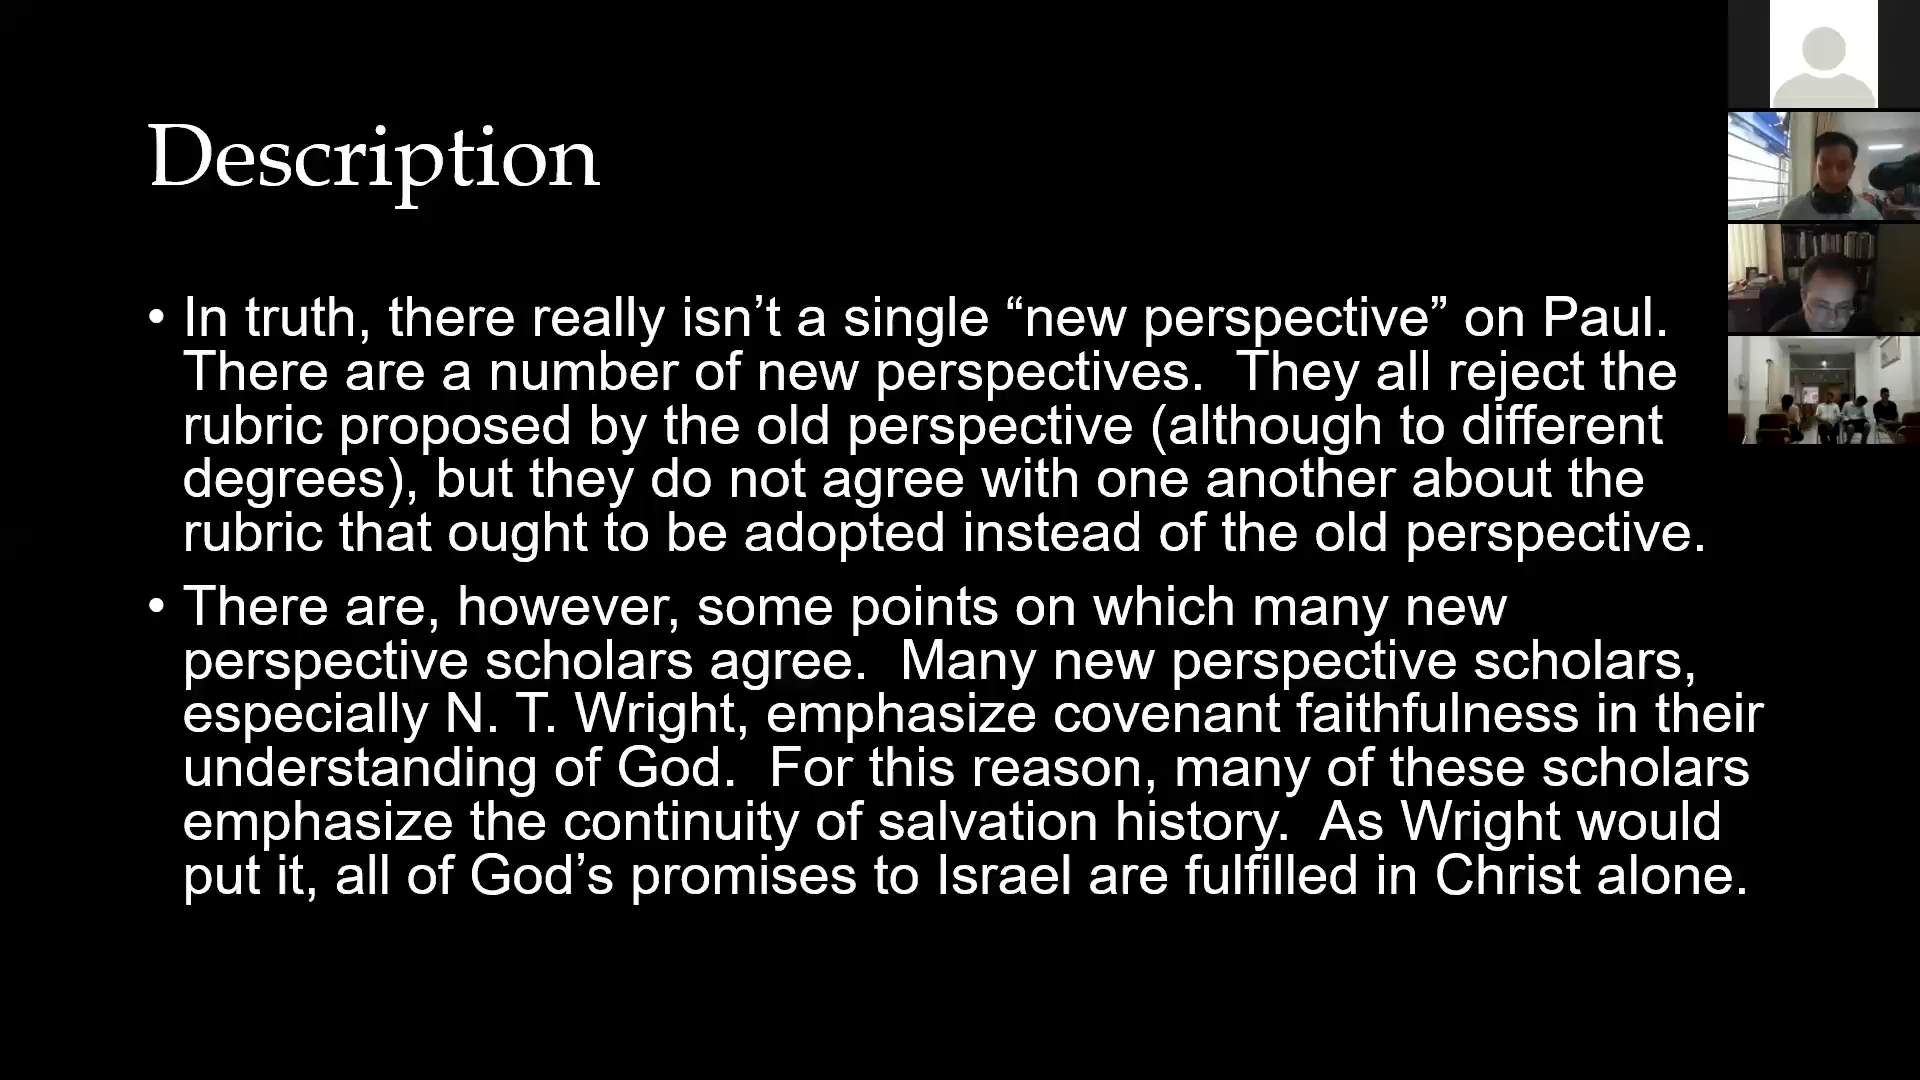 Description
• In truth, there really isn’t a single “new perspective” on Paul.
There are a number of new perspectives.  They all reject the
rubric proposed by the old perspective (although to different
degrees), but they do not agree with one another about the
rubric that ought to be adopted instead of the old perspective.
• There are, however, some points on which many new
perspective scholars agree.  Many new perspective scholars,
especially N. T. Wright, emphasize covenant faithfulness in their
understanding of God.  For this reason, many of these scholars
emphasize the continuity of salvation history.  As Wright would
put it, all of God’s promises to Israel are fulfilled in Christ alone.